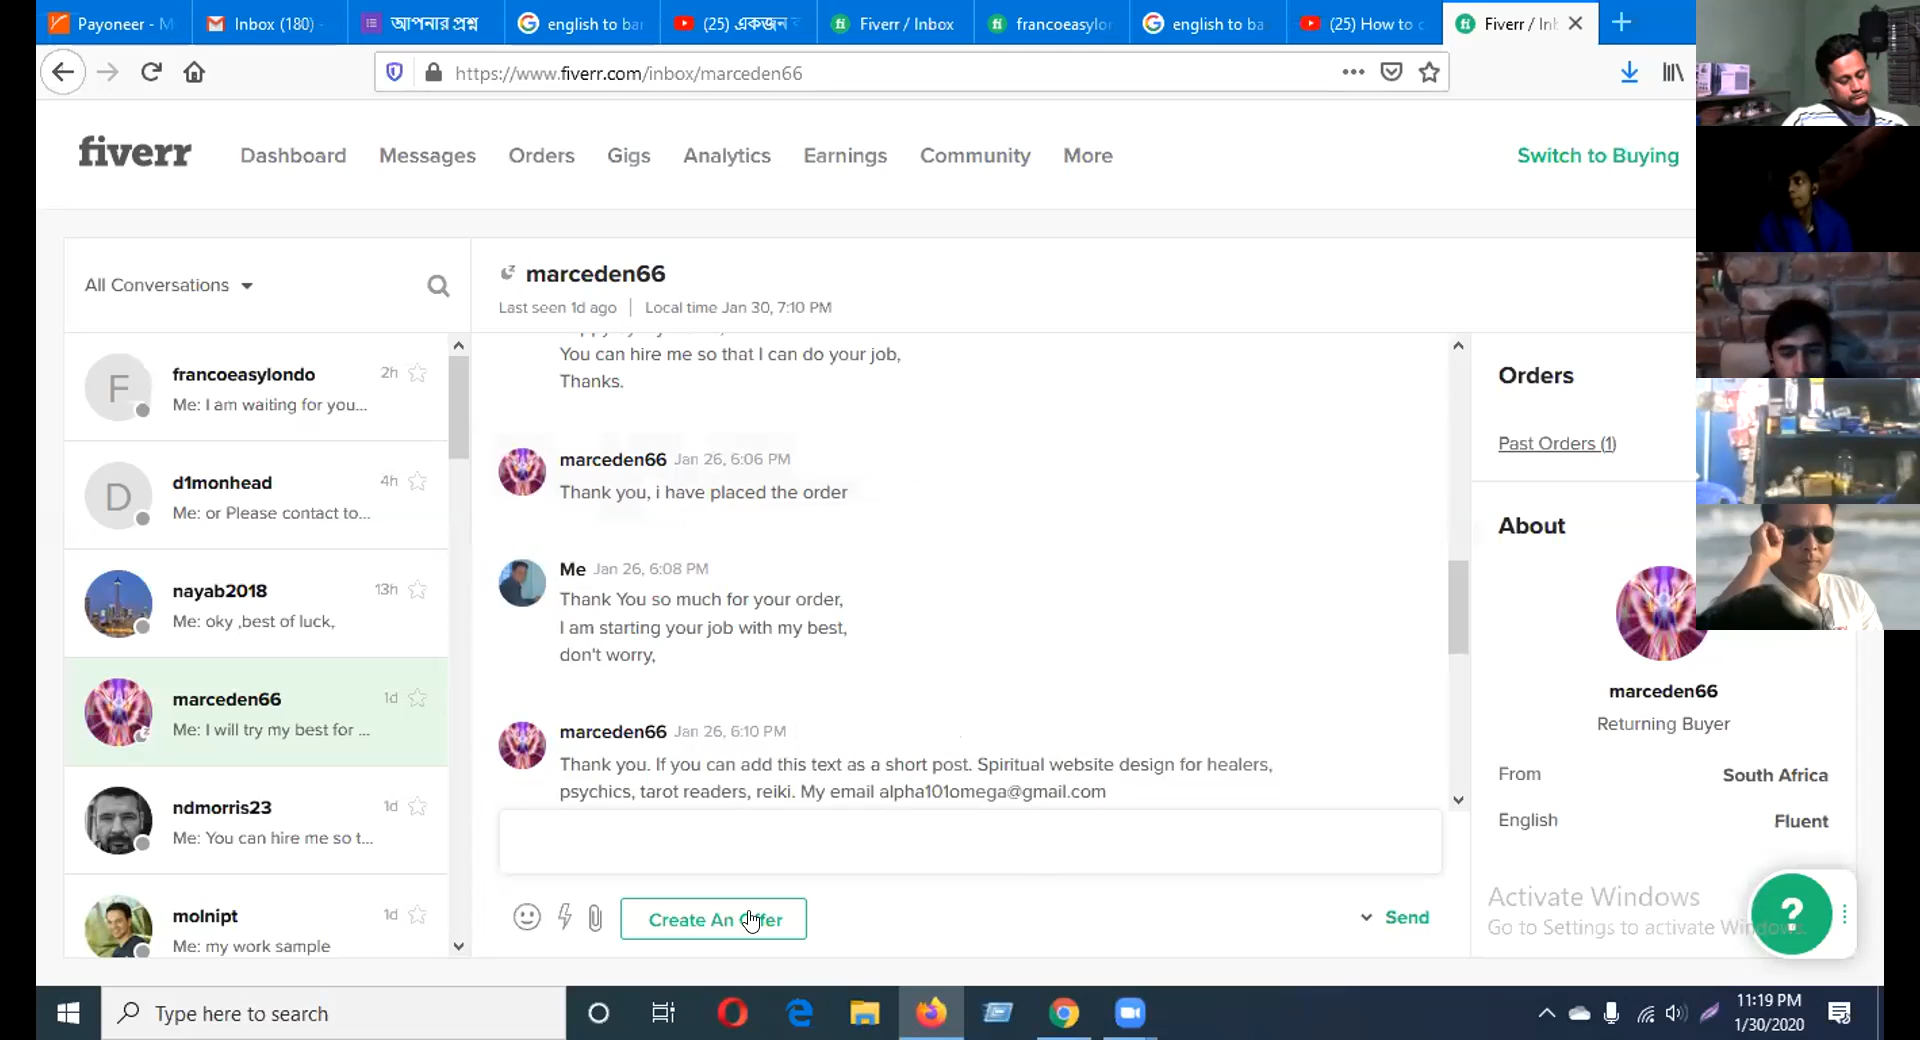 Payoneer - M
Inbox (180) -
আপনার প্রশ্ন
english to ba
(25) একজন
Fiverr / Inbox
francoeasylo
english to ba
(25) How to c
Fiverr / Inb
https://www.fiverr.com/inbox/marceden66
fiverr
Dashboard
Messages
Orders
Gigs
Analytics
Earnings
Community
More
Switch to Buying
All Conversations
marceden66
Last seen 1d ago | Local time Jan 30, 7:10 PM
F
francoeasylondo
2h
Me: I am waiting for you...
D
d1monhead
4h
Me: or Please contact to...
nayab2018
13h
Me: oky ,best of luck,
marceden66
1d
Me: I will try my best for ...
ndmorris23
1d
Me: You can hire me so t...
molnipt
1d
Me: my work sample
You can hire me so that I can do your job,
Thanks.
marceden66 Jan 26, 6:06 PM
Thank you, i have placed the order
Me Jan 26, 6:08 PM
Thank You so much for your order,
I am starting your job with my best,
don't worry,
marceden66 Jan 26, 6:10 PM
Thank you. If you can add this text as a short post. Spiritual website design for healers,
psychics, tarot readers, reiki. My email alpha101omega@gmail.com
Create An Offer
Send
Orders
Past Orders (1)
About
marceden66
Returning Buyer
From
South Africa
English
Fluent
Activate Windows
Go to Settings to activate Windows.
?
Type here to search
11:19 PM
1/30/2020